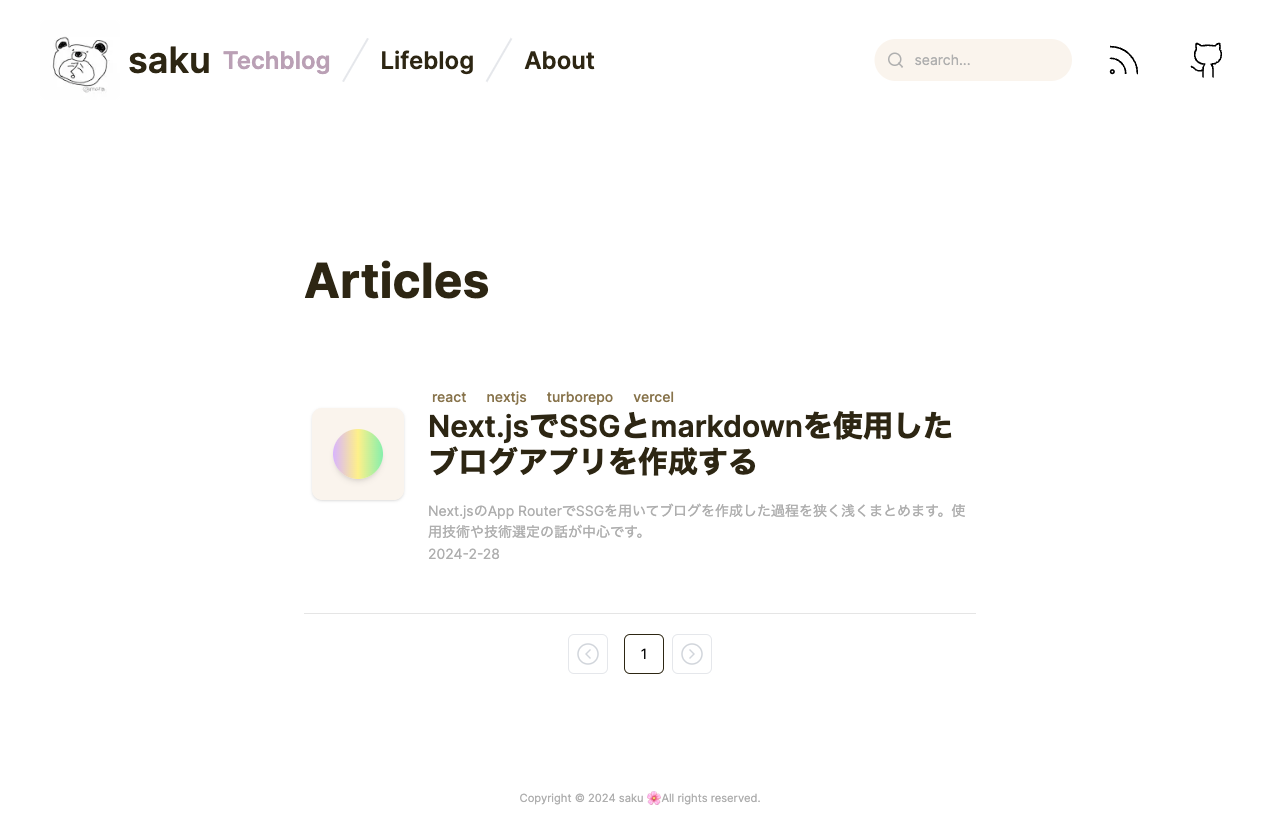 saku Techblog Lifeblog About search...
Articles
react nextjs turborepo vercel
Next.jsでSSGとmarkdownを使用した
ブログアプリを作成する
Next.jsのApp RouterでSSGを用いてブログを作成した過程を狭く浅くまとめます。使
用技術や技術選定の話が中心です。
2024-2-28
1
Copyright © 2024 saku 🌸All rights reserved.